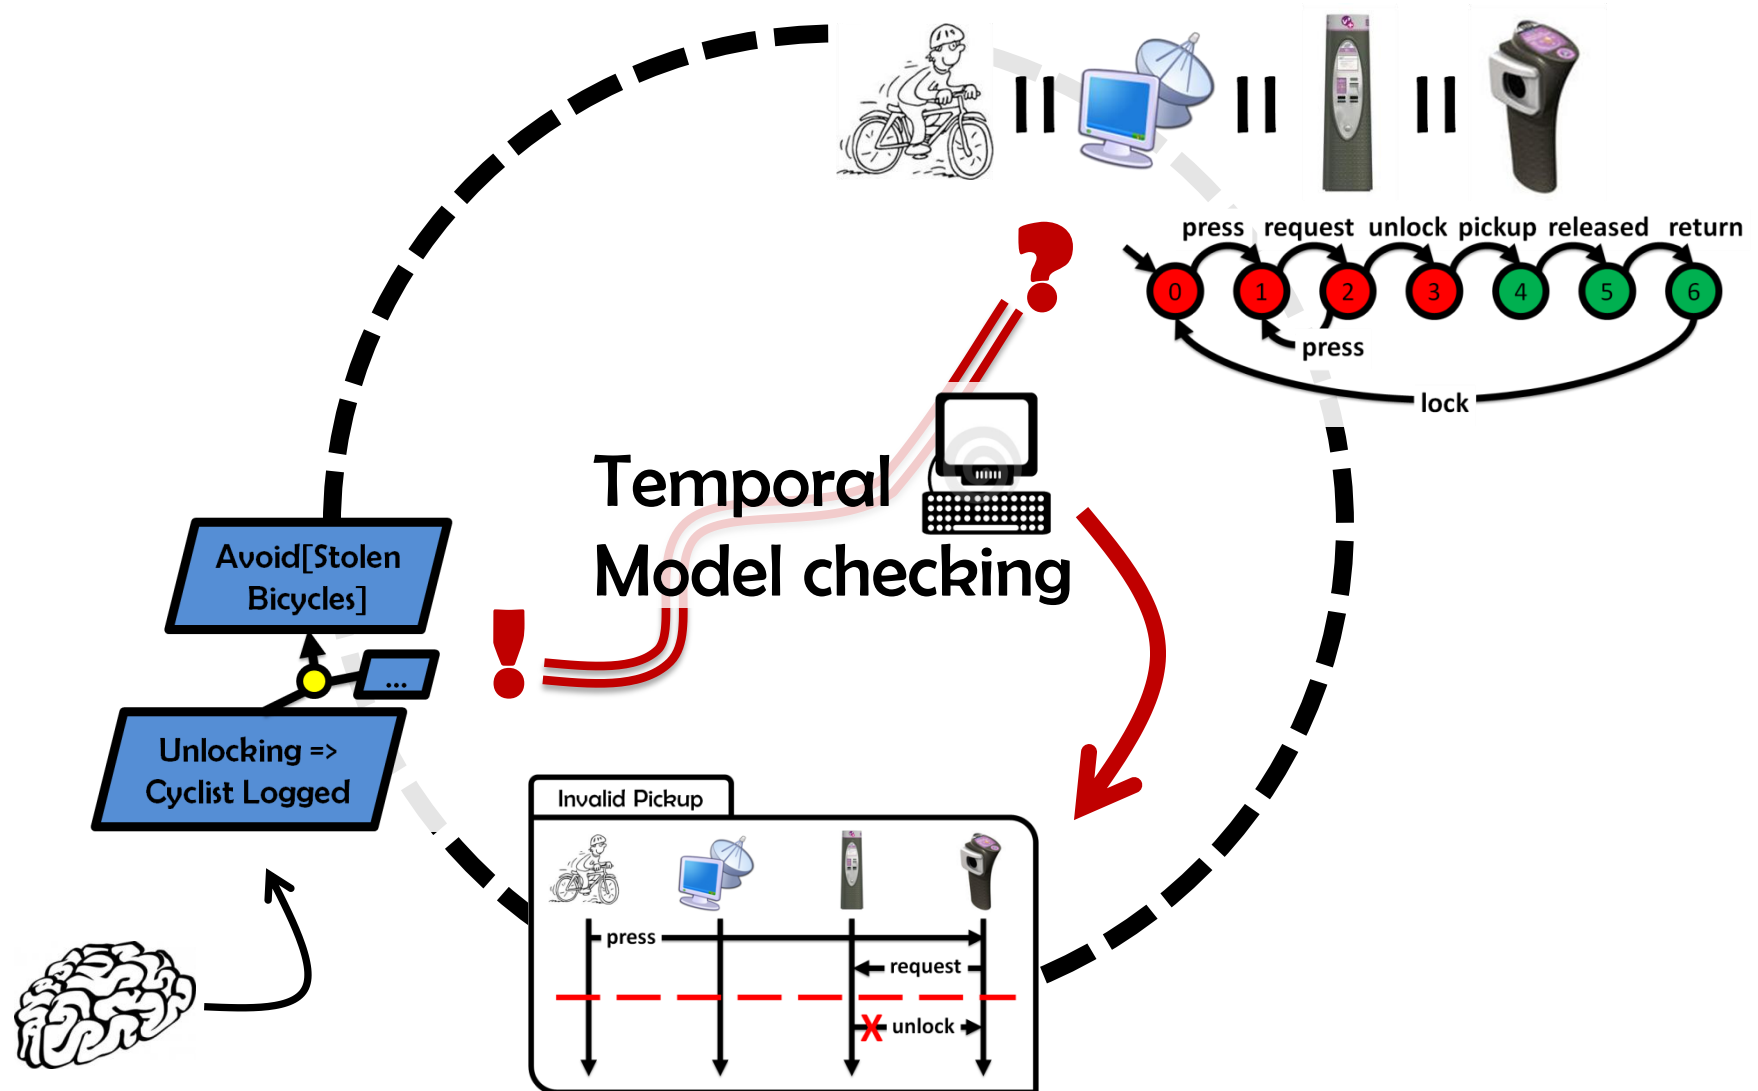 press request unlock pickup released return
0 1 2 3 4 5 6
press
lock
Temporal
Model checking
Avoid[Stolen
Bicycles]
...
Unlocking =>
Cyclist Logged
Invalid Pickup
press
request
X unlock